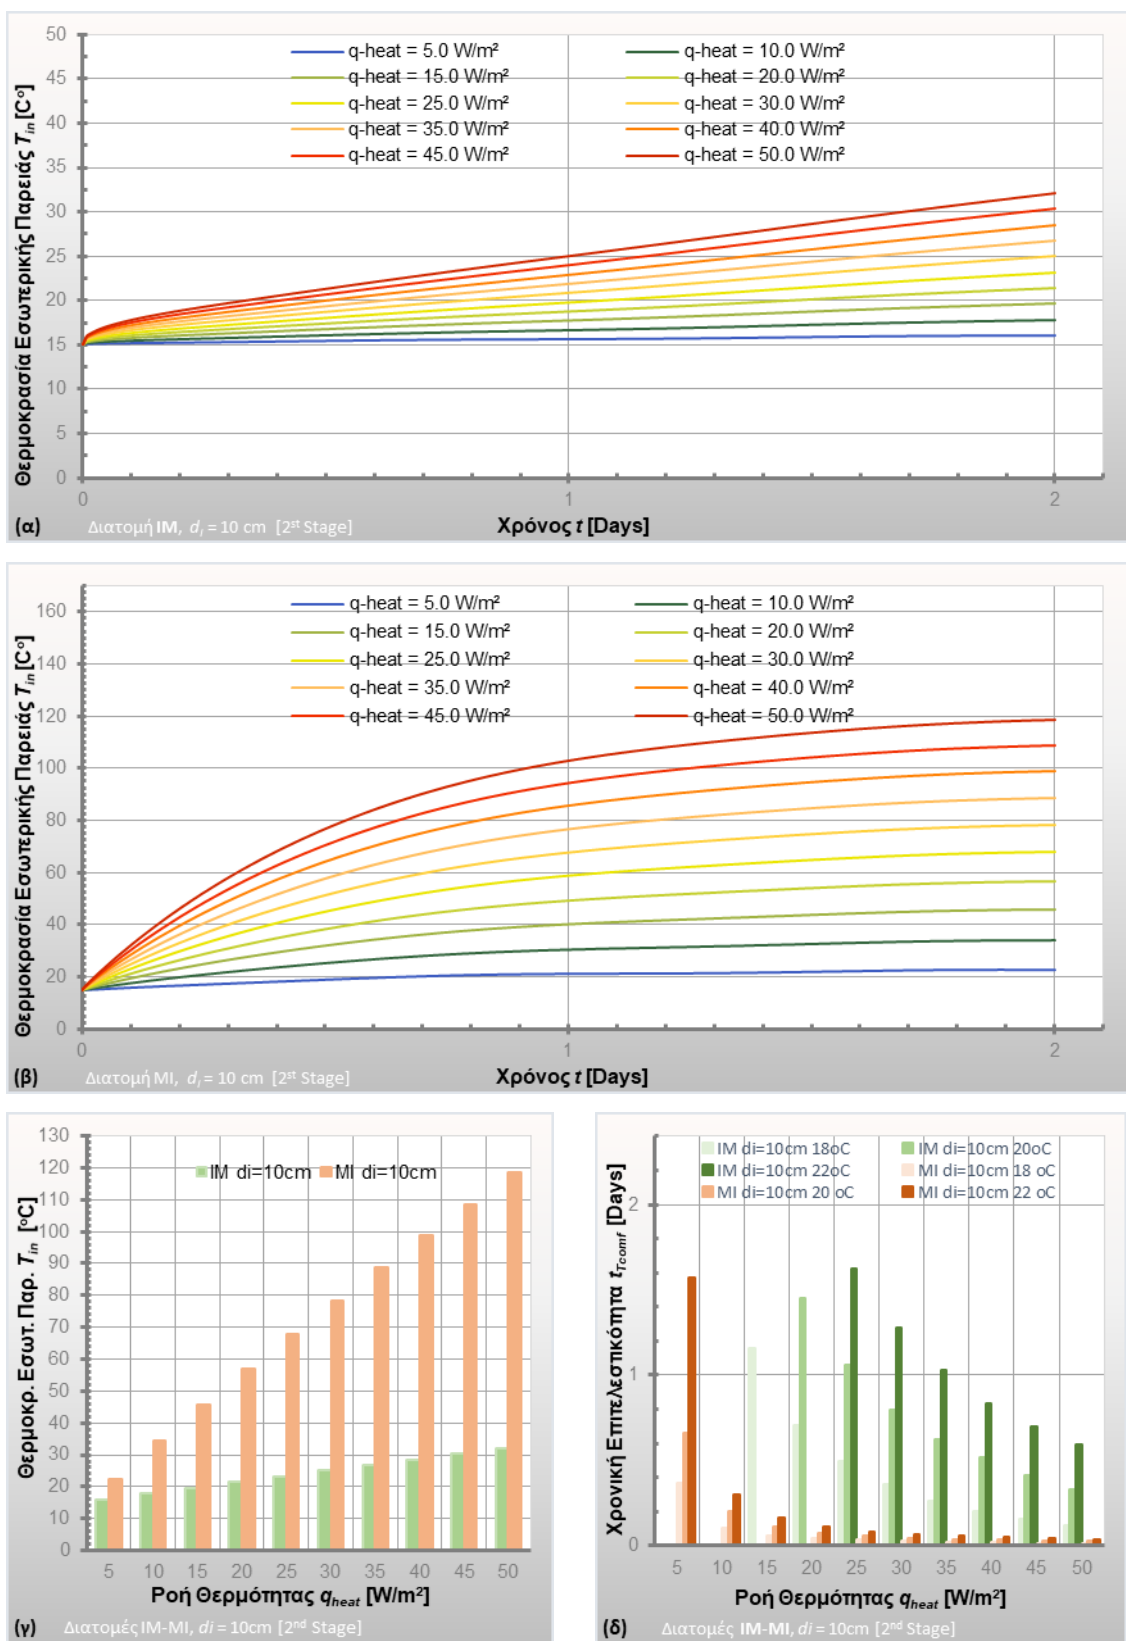 50
45
40
35
30
25
20
15
10
5
0
Θερμοκρασία Εσωτερικής Παρειάς T_in [C°]
q-heat = 5.0 W/m² q-heat = 10.0 W/m²
q-heat = 15.0 W/m² q-heat = 20.0 W/m²
q-heat = 25.0 W/m² q-heat = 30.0 W/m²
q-heat = 35.0 W/m² q-heat = 40.0 W/m²
q-heat = 45.0 W/m² q-heat = 50.0 W/m²
0 1 2
(α) Διατομή IM, d_i = 10 cm [2st Stage] Χρόνος t [Days]
160
140
120
100
80
60
40
20
0
Θερμοκρασία Εσωτερικής Παρειάς T_in [C°]
q-heat = 5.0 W/m² q-heat = 10.0 W/m²
q-heat = 15.0 W/m² q-heat = 20.0 W/m²
q-heat = 25.0 W/m² q-heat = 30.0 W/m²
q-heat = 35.0 W/m² q-heat = 40.0 W/m²
q-heat = 45.0 W/m² q-heat = 50.0 W/m²
0 1 2
(β) Διατομή MI, d_i = 10 cm [2st Stage] Χρόνος t [Days]
130
120
110
100
90
80
70
60
50
40
30
20
10
0
Θερμοκρ. Εσωτ. Παρ. T_in [°C]
IM di=10cm MI di=10cm
5 10 15 20 25 30 35 40 45 50
Ροή Θερμότητας q_heat [W/m²]
(γ) Διατομές IM-MI, di = 10cm [2nd Stage]
2
1
0
Χρονική Επιτελεστικότητα t_Tcomf [Days]
IM di=10cm 18oC IM di=10cm 20oC
IM di=10cm 22oC MI di=10cm 18 oC
MI di=10cm 20 oC MI di=10cm 22 oC
5 10 15 20 25 30 35 40 45 50
Ροή Θερμότητας q_heat [W/m²]
(δ) Διατομές IM-MI, di = 10cm [2nd Stage]